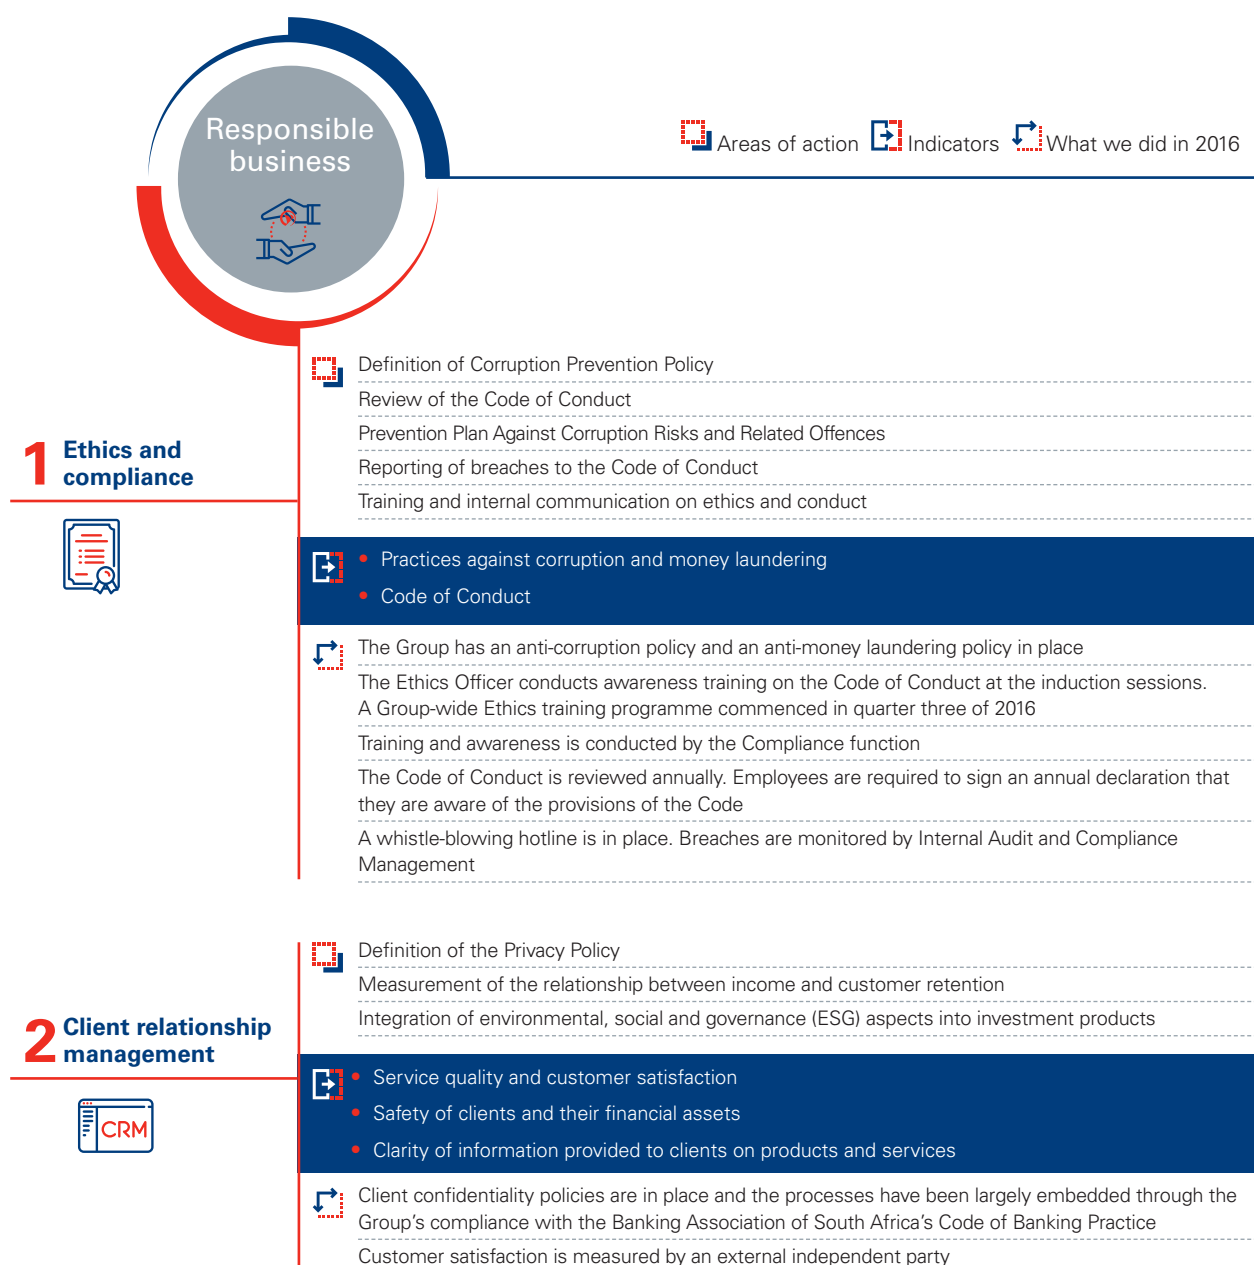 Responsible
business
Areas of action Indicators What we did in 2016
Definition of Corruption Prevention Policy
Review of the Code of Conduct
Prevention Plan Against Corruption Risks and Related Offences
Reporting of breaches to the Code of Conduct
Training and internal communication on ethics and conduct
1 Ethics and
compliance
• Practices against corruption and money laundering
• Code of Conduct
The Group has an anti-corruption policy and an anti-money laundering policy in place
The Ethics Officer conducts awareness training on the Code of Conduct at the induction sessions.
A Group-wide Ethics training programme commenced in quarter three of 2016
Training and awareness is conducted by the Compliance function
The Code of Conduct is reviewed annually. Employees are required to sign an annual declaration that
they are aware of the provisions of the Code
A whistle-blowing hotline is in place. Breaches are monitored by Internal Audit and Compliance
Management
Definition of the Privacy Policy
Measurement of the relationship between income and customer retention
Integration of environmental, social and governance (ESG) aspects into investment products
2 Client relationship
management
CRM
• Service quality and customer satisfaction
• Safety of clients and their financial assets
• Clarity of information provided to clients on products and services
Client confidentiality policies are in place and the processes have been largely embedded through the
Group's compliance with the Banking Association of South Africa's Code of Banking Practice
Customer satisfaction is measured by an external independent party